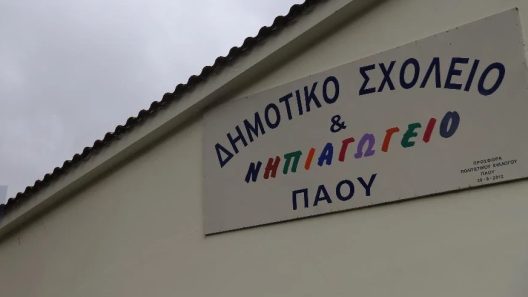 ΔΗΜΟΤΙΚΟ ΣΧΟΛΕΙΟ
&
ΝΗΠΙΑΓΩΓΕΙΟ
ΠΑΟΥ
ΠΡΟΣΦΟΡΑ
ΠΟΛΙΤΙΣΤΙΚΟΥ ΣΥΛΛΟΓΟΥ
ΠΑΟΥ